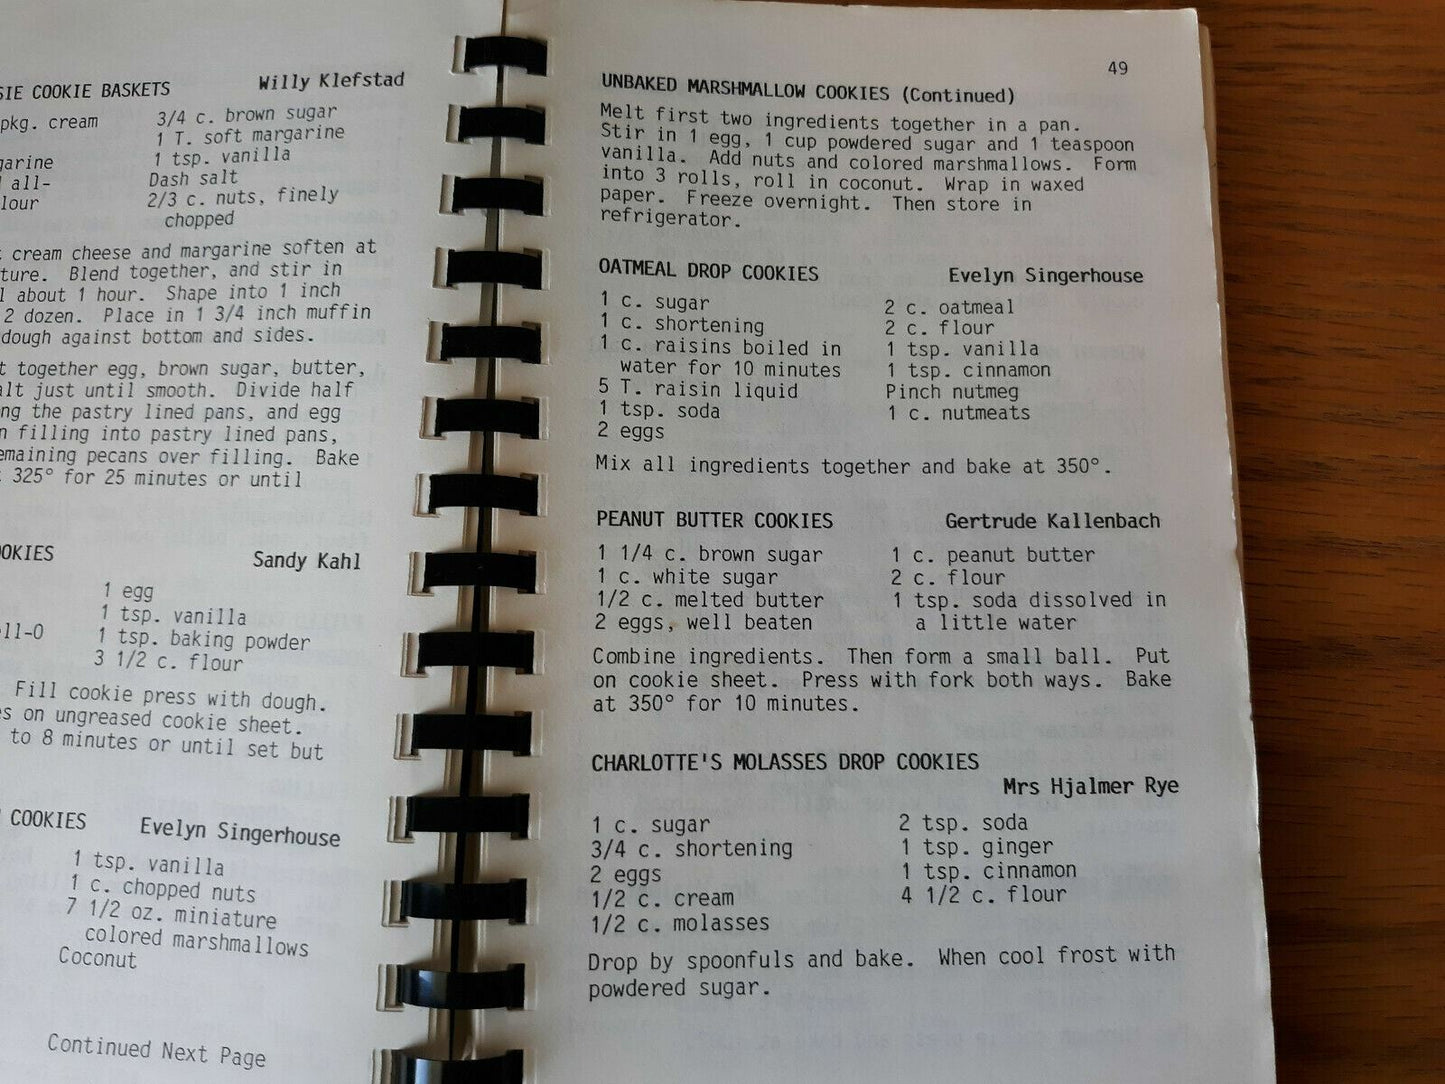 SIE COOKIE BASKETS Willy Klefstad
pkg. cream 3/4 c. brown sugar
1 T. soft margarine
garine 1 tsp. vanilla
all- Dash salt
lour 2/3 c. nuts, finely
chopped
cream cheese and margarine soften at
ture. Blend together, and stir in
l about 1 hour. Shape into 1 inch
2 dozen. Place in 1 3/4 inch muffin
dough against bottom and sides.
t together egg, brown sugar, butter,
alt just until smooth. Divide half
ng the pastry lined pans, and egg
n filling into pastry lined pans,
emaining pecans over filling. Bake
325° for 25 minutes or until
OOKIES Sandy Kahl
1 egg
1 tsp. vanilla
ell-O 1 tsp. baking powder
3 1/2 c. flour
Fill cookie press with dough.
es on ungreased cookie sheet.
to 8 minutes or until set but
COOKIES Evelyn Singerhouse
1 tsp. vanilla
1 c. chopped nuts
7 1/2 oz. miniature
colored marshmallows
Coconut
Continued Next Page
49
UNBAKED MARSHMALLOW COOKIES (Continued)
Melt first two ingredients together in a pan.
Stir in 1 egg, 1 cup powdered sugar and 1 teaspoon
vanilla. Add nuts and colored marshmallows. Form
into 3 rolls, roll in coconut. Wrap in waxed
paper. Freeze overnight. Then store in
refrigerator.
OATMEAL DROP COOKIES Evelyn Singerhouse
1 c. sugar 2 c. oatmeal
1 c. shortening 2 c. flour
1 c. raisins boiled in 1 tsp. vanilla
water for 10 minutes 1 tsp. cinnamon
5 T. raisin liquid Pinch nutmeg
1 tsp. soda 1 c. nutmeats
2 eggs
Mix all ingredients together and bake at 350°.
PEANUT BUTTER COOKIES Gertrude Kallenbach
1 1/4 c. brown sugar 1 c. peanut butter
1 c. white sugar 2 c. flour
1/2 c. melted butter 1 tsp. soda dissolved in
2 eggs, well beaten a little water
Combine ingredients. Then form a small ball. Put
on cookie sheet. Press with fork both ways. Bake
at 350° for 10 minutes.
CHARLOTTE'S MOLASSES DROP COOKIES
Mrs Hjalmer Rye
1 c. sugar 2 tsp. soda
3/4 c. shortening 1 tsp. ginger
2 eggs 1 tsp. cinnamon
1/2 c. cream 4 1/2 c. flour
1/2 c. molasses
Drop by spoonfuls and bake. When cool frost with
powdered sugar.